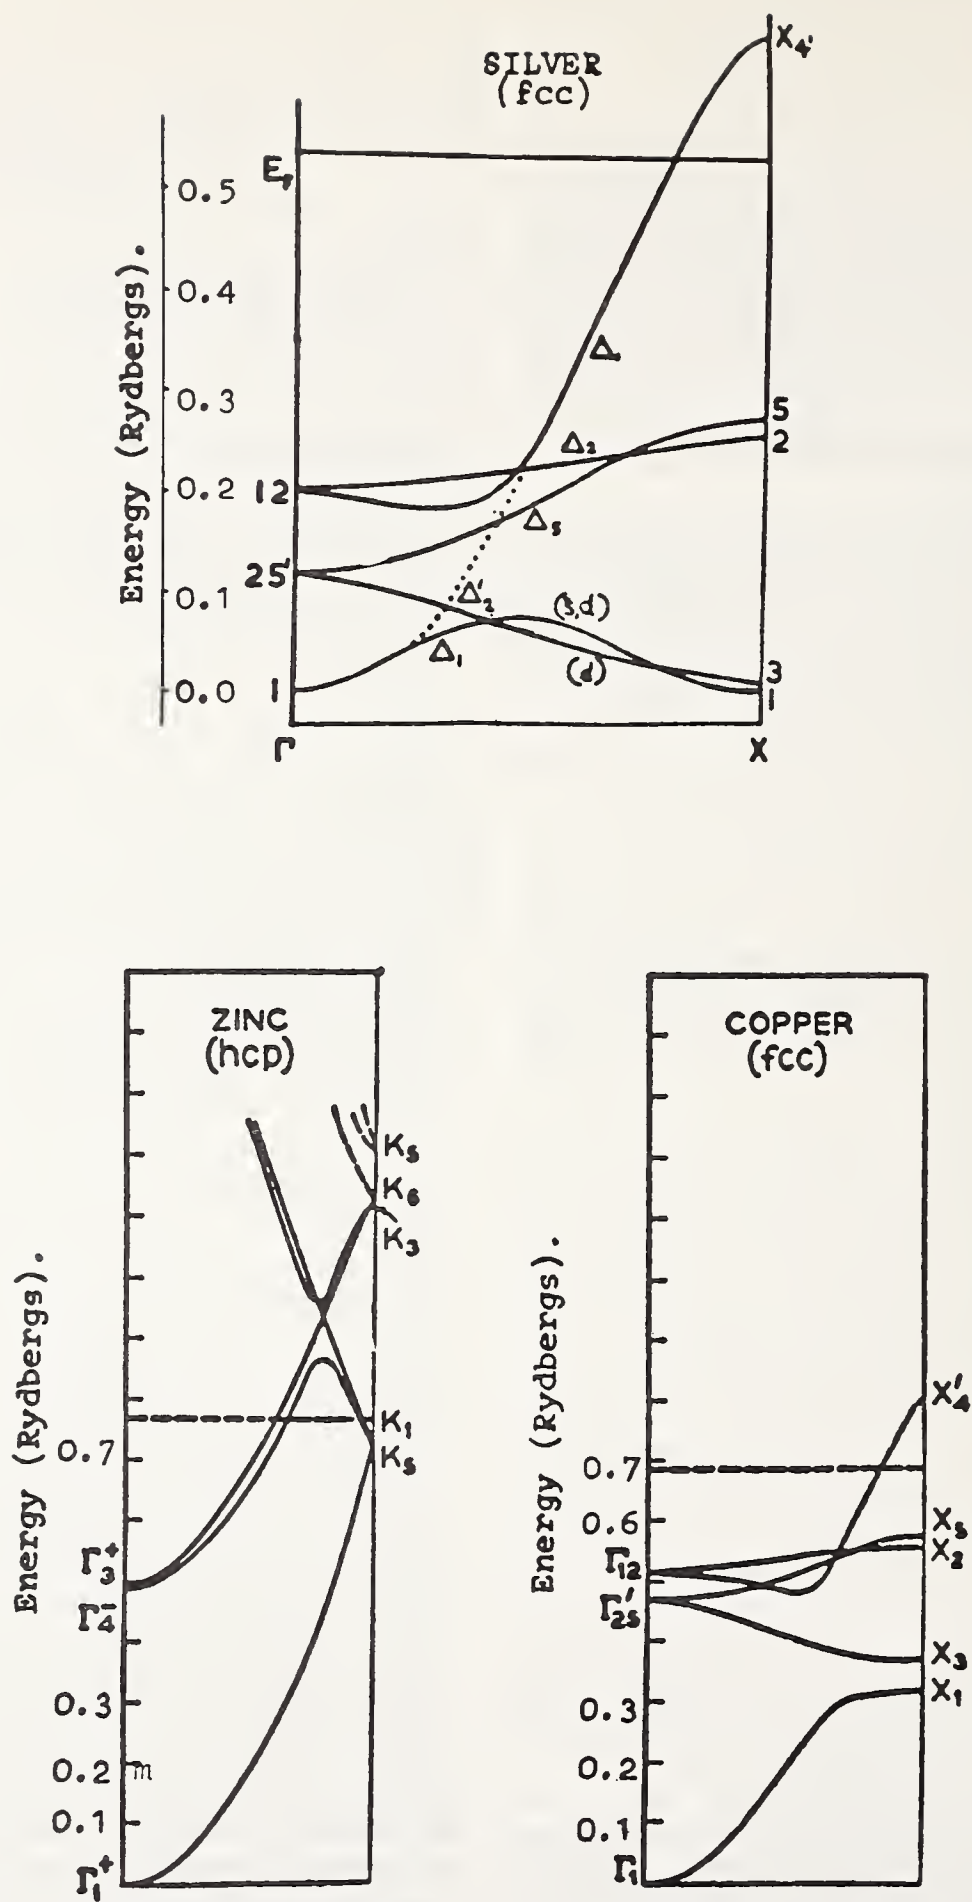 SILVER
(fcc)
X₄'
E_F
0.5
0.4
0.3
0.2
0.1
0.0
Energy (Rydbergs).
12
25'
1
Δ₂
Δ₅
Δ'₂
Δ₁
(s,d)
(d)
5
2
3
1
Γ
X
ZINC
(hcp)
K₅
K₆
K₃
K₁
K₅
Energy (Rydbergs).
0.7
Γ₃⁺
Γ₄⁻
0.3
0.2
m
0.1
Γ₁⁺
COPPER
(fcc)
Energy (Rydbergs).
0.7
0.6
Γ₁₂
Γ₂₅'
0.3
0.2
0.1
Γ₁
X₄'
X₅
X₂
X₃
X₁